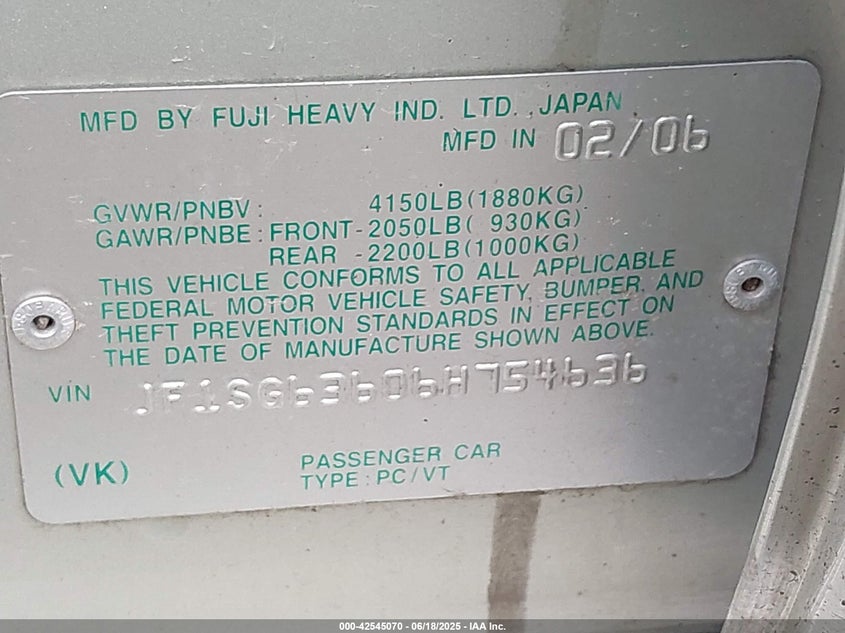 MFD BY FUJI HEAVY IND. LTD., JAPAN
MFD IN 02/06
GVWR/PNBV: 4150LB(1880KG)
GAWR/PNBE: FRONT-2050LB( 930KG)
REAR -2200LB(1000KG)
THIS VEHICLE CONFORMS TO ALL APPLICABLE
FEDERAL MOTOR VEHICLE SAFETY, BUMPER, AND
THEFT PREVENTION STANDARDS IN EFFECT ON
THE DATE OF MANUFACTURE SHOWN ABOVE.
VIN JF1SG63606H754636
(VK) PASSENGER CAR
TYPE: PC/VT
000-42545070 - 06/18/2025 - IAA Inc.